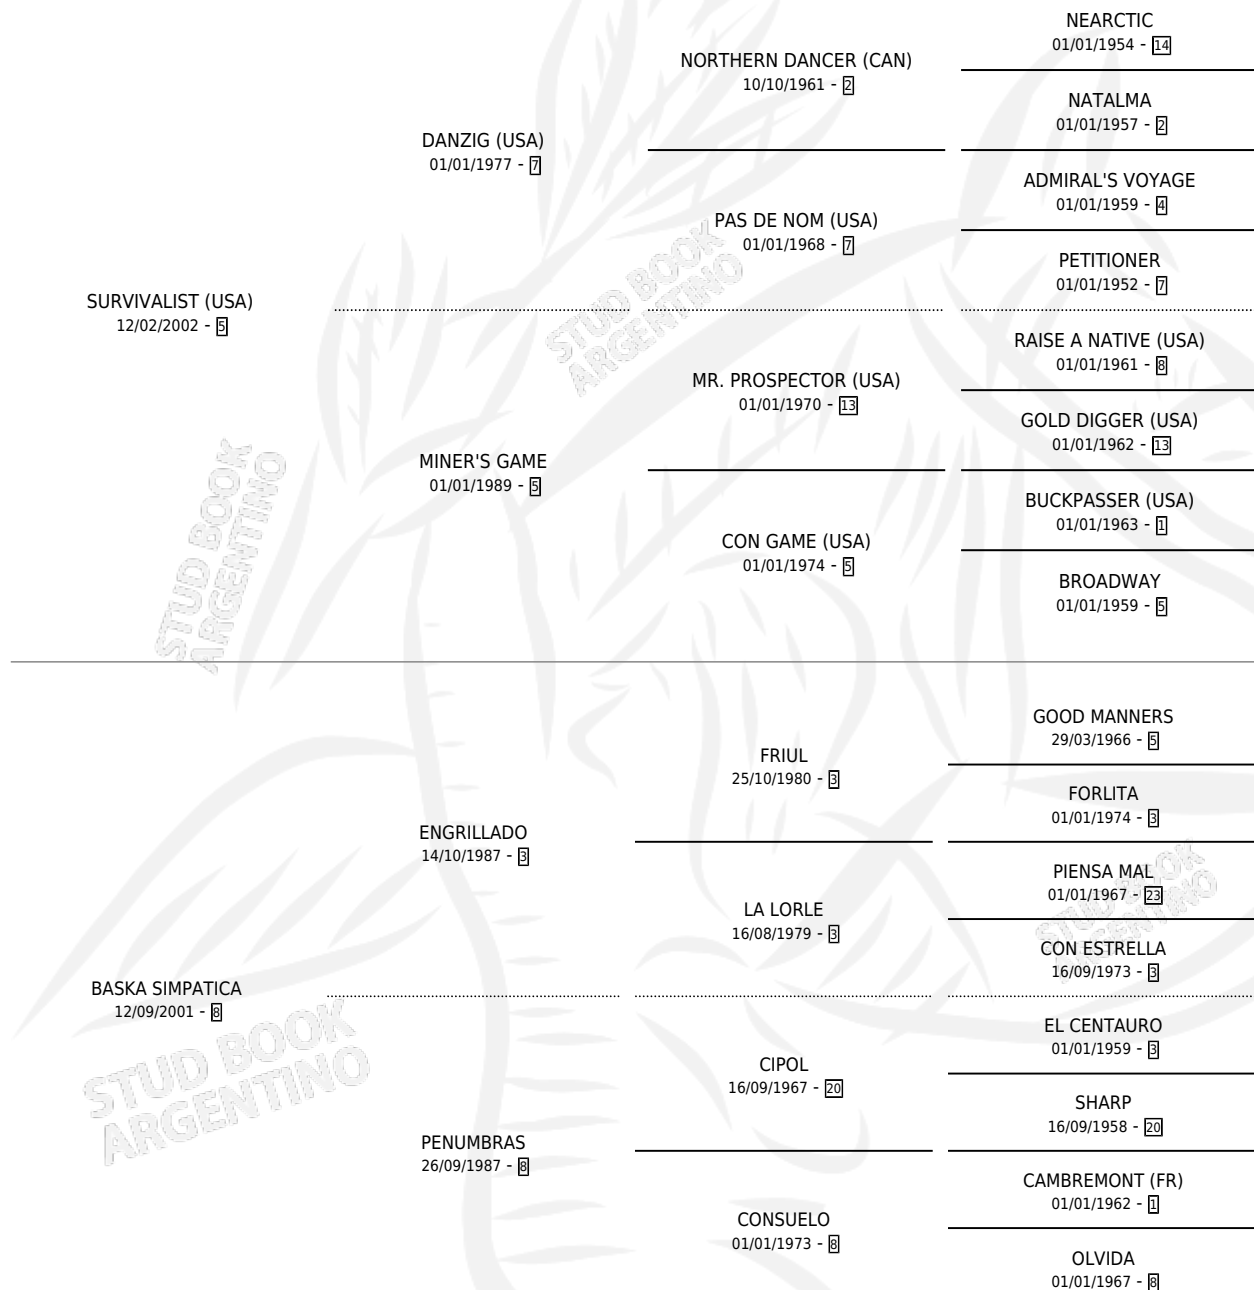 NEARCTIC
01/01/1954 - 14
NORTHERN DANCER (CAN)
10/10/1961 - 2
NATALMA
01/01/1957 - 2
DANZIG (USA)
01/01/1977 - 7
ADMIRAL'S VOYAGE
01/01/1959 - 4
PAS DE NOM (USA)
01/01/1968 - 7
PETITIONER
01/01/1952 - 7
SURVIVALIST (USA)
12/02/2002 - 5
RAISE A NATIVE (USA)
01/01/1961 - 8
MR. PROSPECTOR (USA)
01/01/1970 - 13
GOLD DIGGER (USA)
01/01/1962 - 13
MINER'S GAME
01/01/1989 - 5
BUCKPASSER (USA)
01/01/1963 - 1
CON GAME (USA)
01/01/1974 - 5
BROADWAY
01/01/1959 - 5
GOOD MANNERS
29/03/1966 - 5
FRIUL
25/10/1980 - 3
FORLITA
01/01/1974 - 3
ENGRILLADO
14/10/1987 - 3
PIENSA MAL
01/01/1967 - 23
LA LORLE
16/08/1979 - 3
CON ESTRELLA
16/09/1973 - 3
BASKA SIMPATICA
12/09/2001 - 8
EL CENTAURO
01/01/1959 - 3
CIPOL
16/09/1967 - 20
SHARP
16/09/1958 - 20
PENUMBRAS
26/09/1987 - 8
CAMBREMONT (FR)
01/01/1962 - 1
CONSUELO
01/01/1973 - 8
OLVIDA
01/01/1967 - 8
STUD BOOK
ARGENTINO
STUD BOOK
ARGENTINO
STUD BOOK
ARGENTINO
STUD BOOK
ARGENTINO